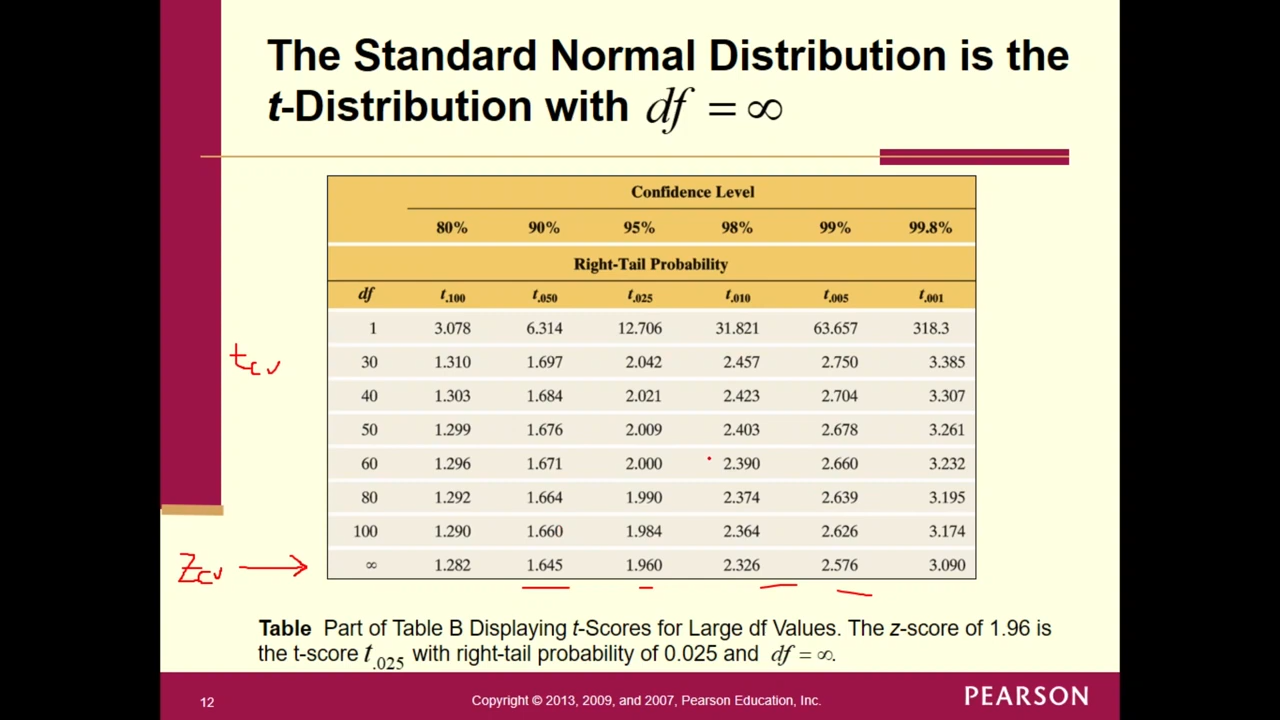 The Standard Normal Distribution is the
t-Distribution with df = ∞
Confidence Level
80% 90% 95% 98% 99% 99.8%
Right-Tail Probability
df t.100 t.050 t.025 t.010 t.005 t.001
1 3.078 6.314 12.706 31.821 63.657 318.3
tcv
30 1.310 1.697 2.042 2.457 2.750 3.385
40 1.303 1.684 2.021 2.423 2.704 3.307
50 1.299 1.676 2.009 2.403 2.678 3.261
60 1.296 1.671 2.000 2.390 2.660 3.232
80 1.292 1.664 1.990 2.374 2.639 3.195
100 1.290 1.660 1.984 2.364 2.626 3.174
Zcv →
∞ 1.282 1.645 1.960 2.326 2.576 3.090
Table Part of Table B Displaying t-Scores for Large df Values. The z-score of 1.96 is
the t-score t.025 with right-tail probability of 0.025 and df = ∞.
12
Copyright © 2013, 2009, and 2007, Pearson Education, Inc.
PEARSON